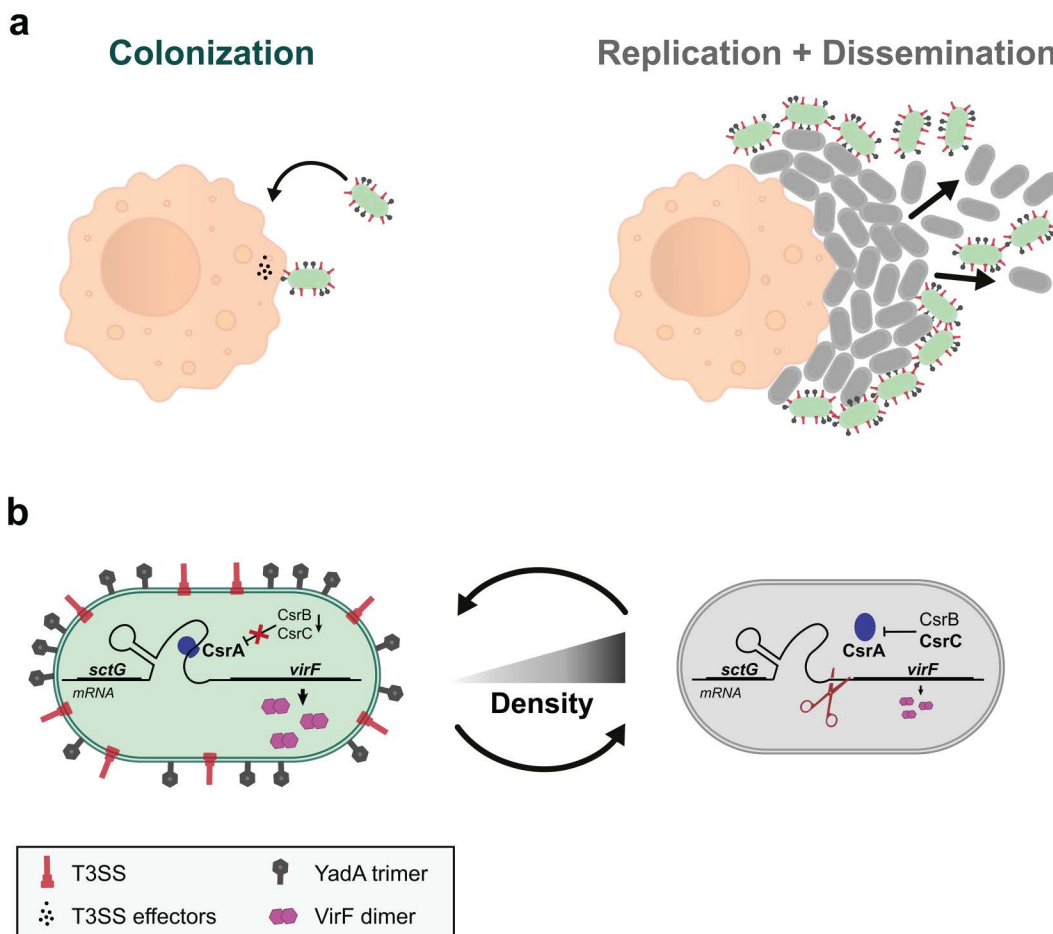 a
Colonization
Replication + Dissemination
b
CsrB
CsrC
CsrA
sctG
virF
mRNA
Density
CsrB
CsrC
CsrA
sctG
virF
mRNA
T3SS
YadA trimer
T3SS effectors
VirF dimer